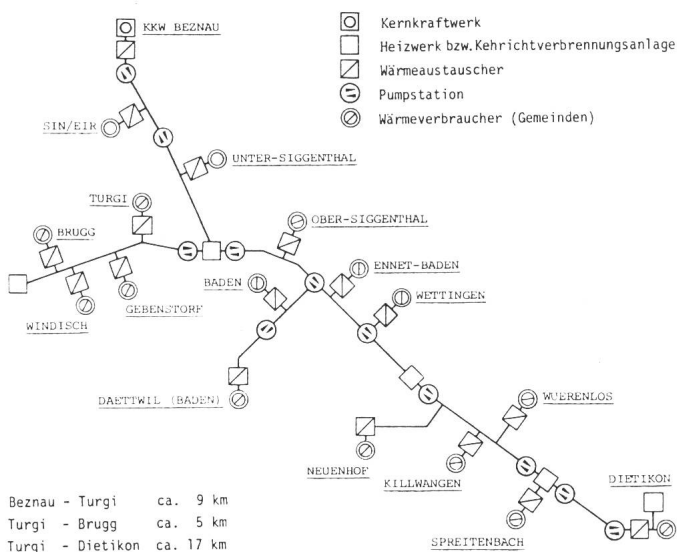 KKW BEZNAU
Kernkraftwerk
Heizwerk bzw.Kehrichtverbrennungsanlage
Wärmeaustauscher
Pumpstation
Wärmeverbraucher (Gemeinden)
SIN/EIR
UNTER-SIGGENTHAL
TURGI
OBER-SIGGENTHAL
BRUGG
BADEN
ENNET-BADEN
WETTINGEN
GEBENSTORF
WINDISCH
DAETTWIL (BADEN)
WUERENLOS
NEUENHOF
KILLWANGEN
DIETIKON
SPREITENBACH
Beznau - Turgi ca. 9 km
Turgi - Brugg ca. 5 km
Turgi - Dietikon ca. 17 km